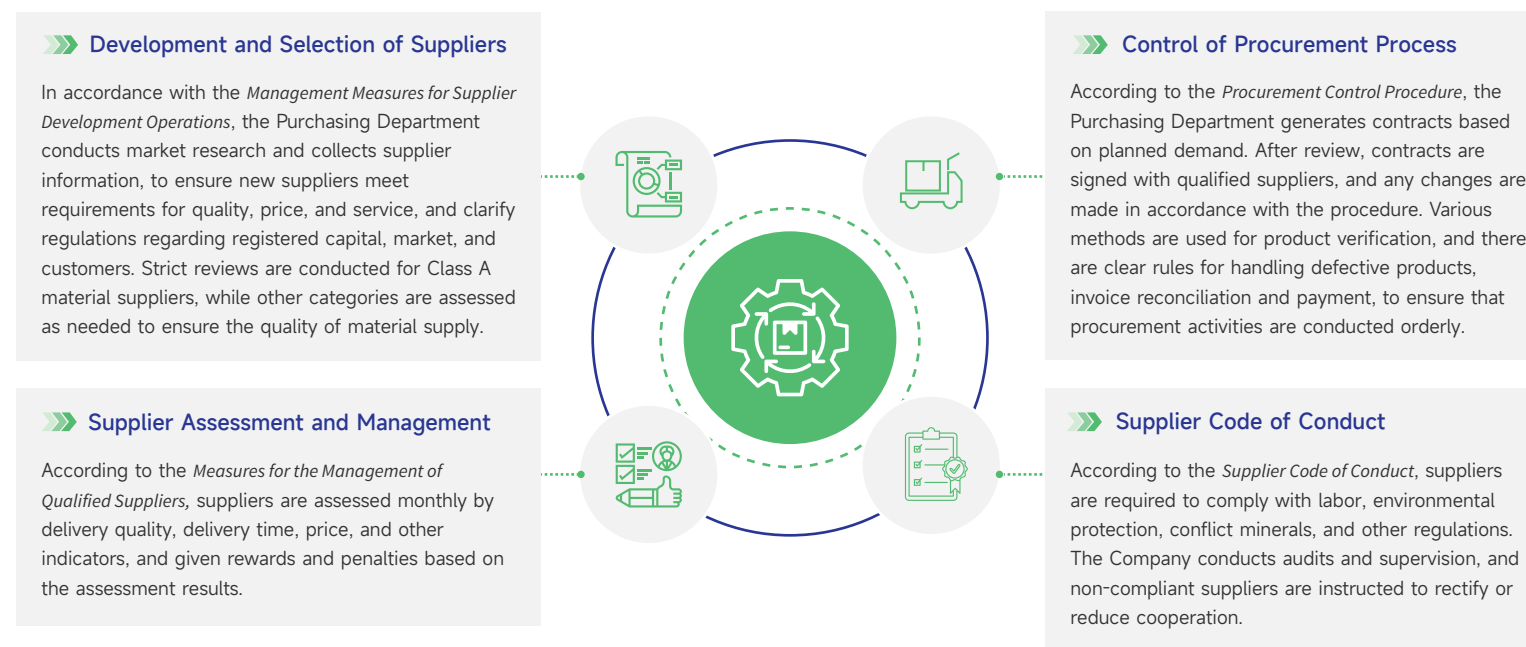 Development and Selection of Suppliers
In accordance with the Management Measures for Supplier
Development Operations, the Purchasing Department
conducts market research and collects supplier
information, to ensure new suppliers meet
requirements for quality, price, and service, and clarify
regulations regarding registered capital, market, and
customers. Strict reviews are conducted for Class A
material suppliers, while other categories are assessed
as needed to ensure the quality of material supply.
Control of Procurement Process
According to the Procurement Control Procedure, the
Purchasing Department generates contracts based
on planned demand. After review, contracts are
signed with qualified suppliers, and any changes are
made in accordance with the procedure. Various
methods are used for product verification, and there
are clear rules for handling defective products,
invoice reconciliation and payment, to ensure that
procurement activities are conducted orderly.
Supplier Assessment and Management
According to the Measures for the Management of
Qualified Suppliers, suppliers are assessed monthly by
delivery quality, delivery time, price, and other
indicators, and given rewards and penalties based on
the assessment results.
Supplier Code of Conduct
According to the Supplier Code of Conduct, suppliers
are required to comply with labor, environmental
protection, conflict minerals, and other regulations.
The Company conducts audits and supervision, and
non-compliant suppliers are instructed to rectify or
reduce cooperation.